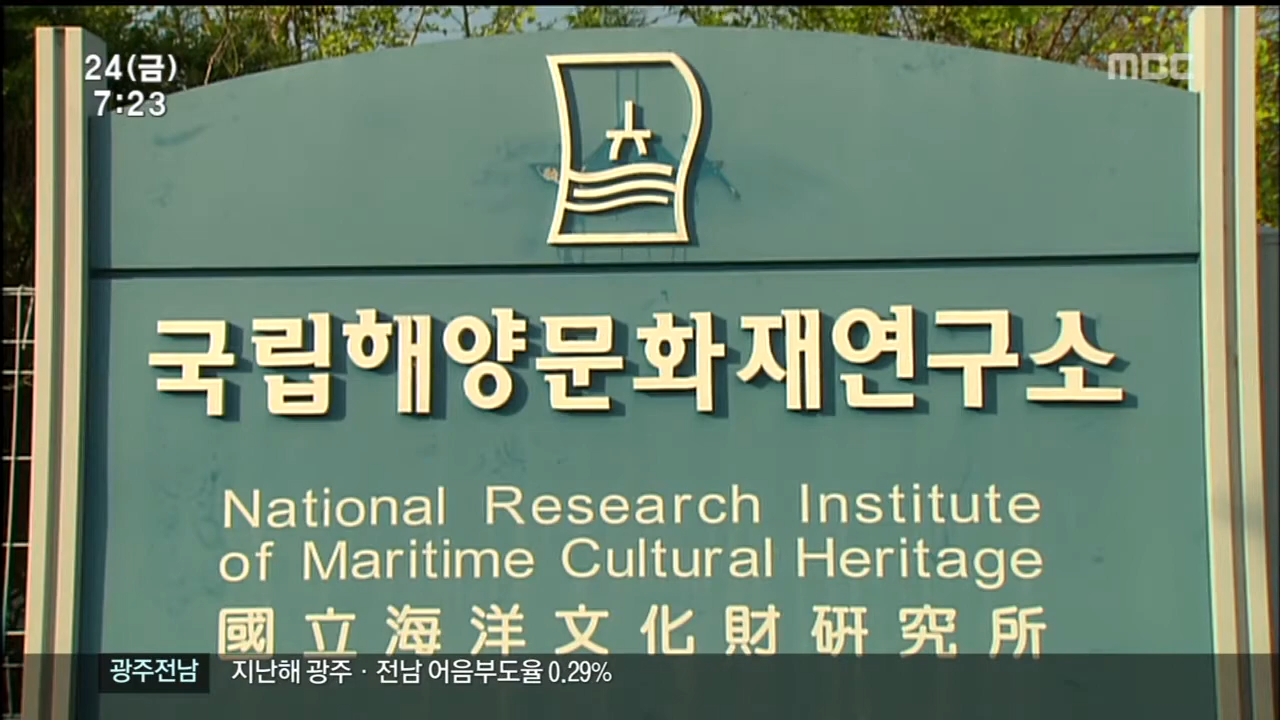 24(금)
7:23
MBC
국립해양문화재연구소
National Research Institute
of Maritime Cultural Heritage
國立海洋文化財硏究所
광주전남 지난해 광주·전남 어음부도율 0.29%